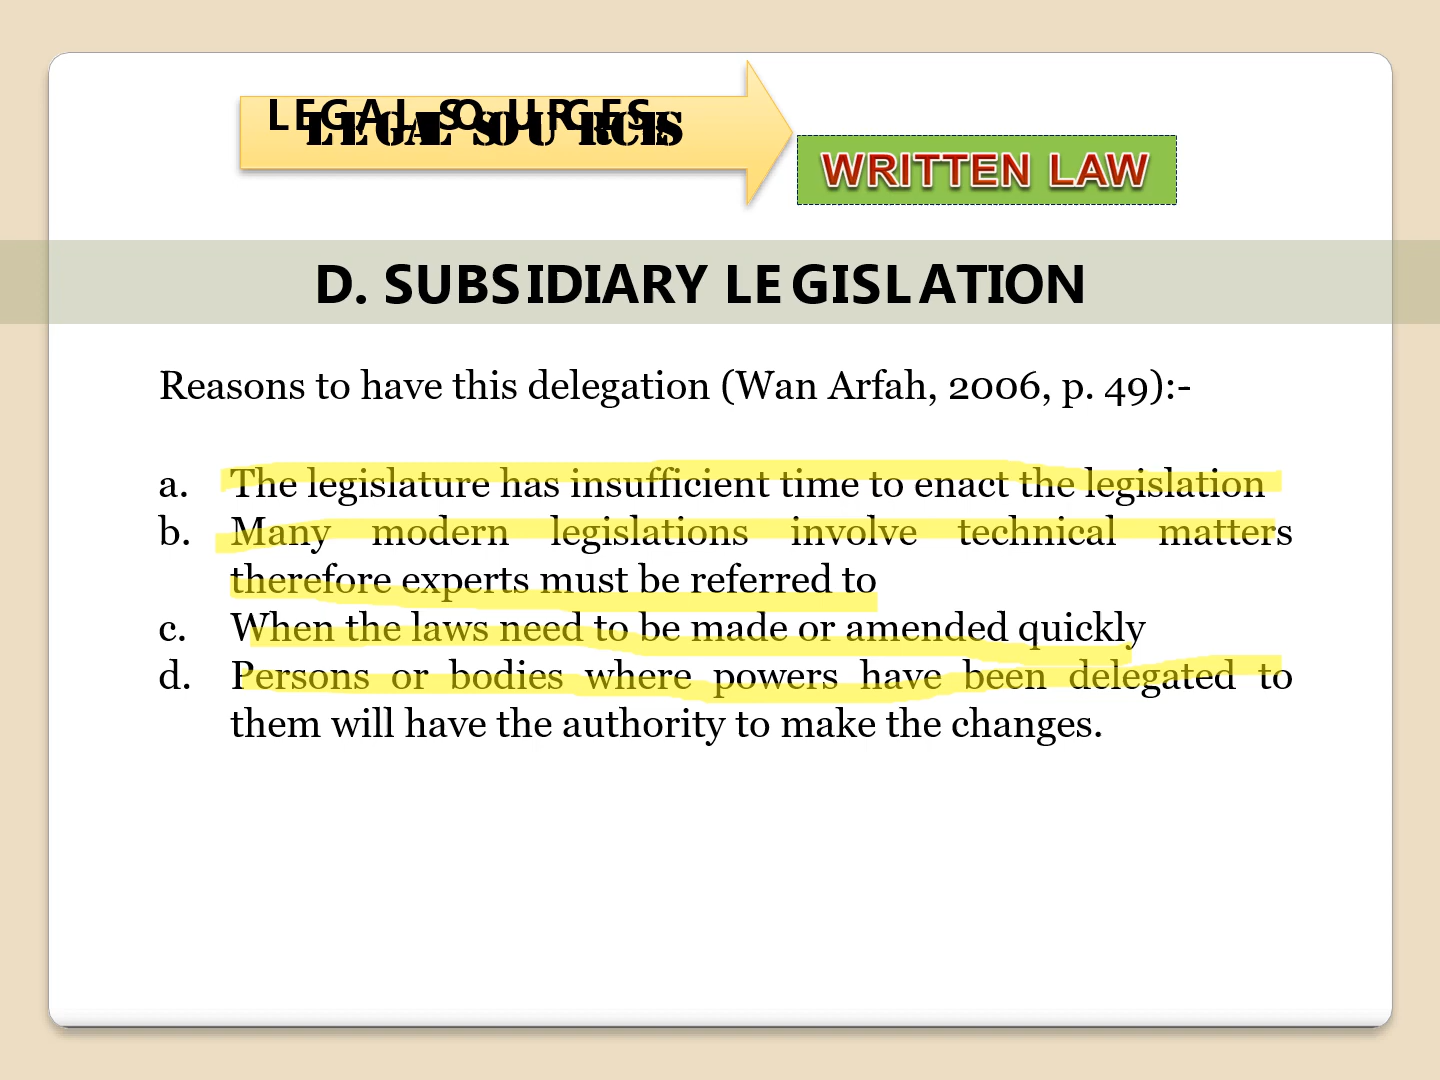 LEGAL SOURCES
LEGAL SOURCES
WRITTEN LAW
D. SUBSIDIARY LEGISLATION
Reasons to have this delegation (Wan Arfah, 2006, p. 49):-
a. The legislature has insufficient time to enact the legislation
b. Many modern legislations involve technical matters
therefore experts must be referred to
c. When the laws need to be made or amended quickly
d. Persons or bodies where powers have been delegated to
them will have the authority to make the changes.